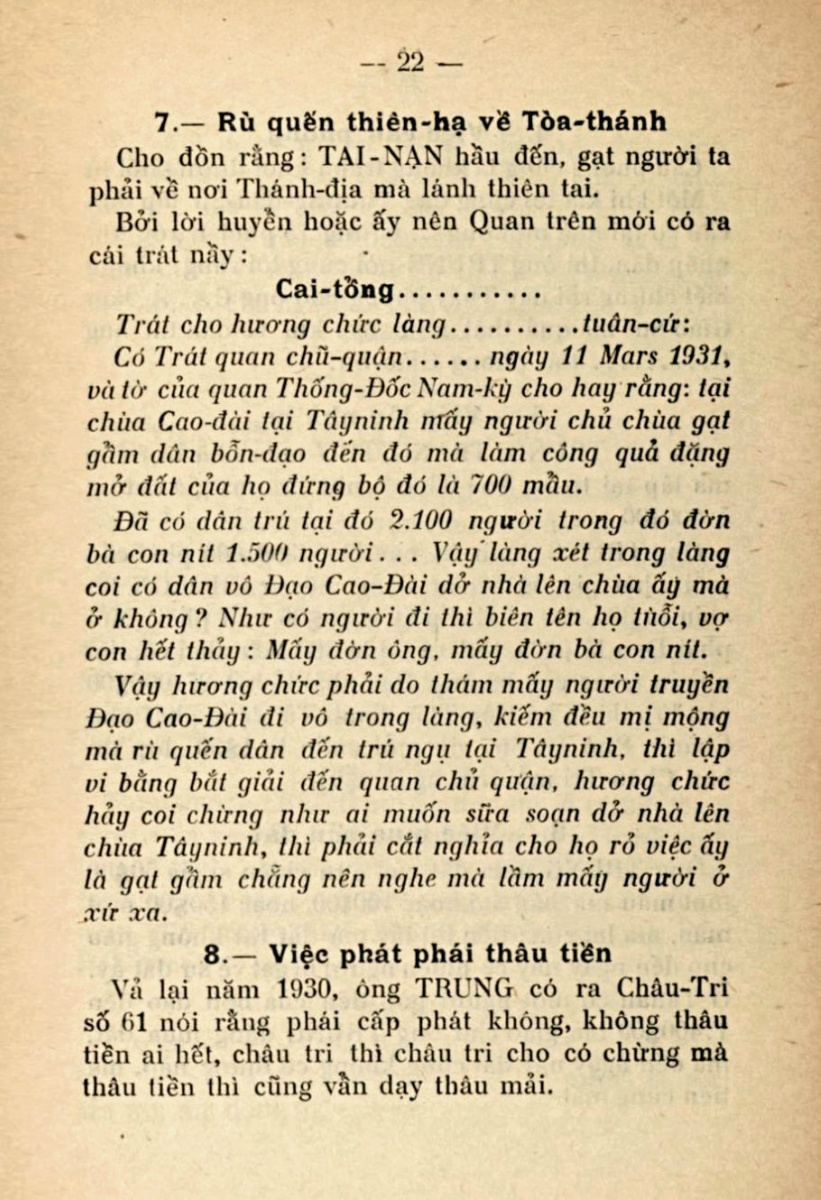 — 22 —
7.— Rù quến thiên-hạ về Tòa-thánh
Cho đồn rằng: TAI-NẠN hầu đến, gạt người ta
phải về nơi Thánh-địa mà lánh thiên tai.
Bởi lời huyễn hoặc ấy nên Quan trên mới có ra
cái trát nầy:
Cai-tổng...........
Trát cho hương chức làng..........tuân-cứ:
Có Trát quan chũ-quận...... ngày 11 Mars 1931,
và tờ của quan Thống-Đốc Nam-kỳ cho hay rằng: tại
chùa Cao-đài tại Tâyninh mấy người chủ chùa gạt
gầm dân bỗn-đạo đến đó mà làm công quả đặng
mở đất của họ đứng bộ đó là 700 mầu.
Đã có dân trú tại đó 2.100 người trong đó đờn
bà con nít 1.500 người... Vậy làng xét trong làng
coi có dân vô Đạo Cao-Đài dở nhà lên chùa ấy mà
ở không? Như có người đi thì biên tên họ tùỗi, vợ
con hết thảy: Mấy đờn ông, mấy đờn bà con nít.
Vậy hương chức phải do thám mấy người truyền
Đạo Cao-Đài đi vô trong làng, kiếm đều mị mộng
mà rù quến dân đến trú ngụ tại Tâyninh, thì lập
vi bằng bắt giải đến quan chủ quận, hương chức
hảy coi chừng như ai muốn sữa soạn dở nhà lên
chùa Tâyninh, thì phải cắt nghỉa cho họ rỏ việc ấy
là gạt gầm chẳng nên nghe mà lầm mấy người ở
xứ xa.
8.— Việc phát phái thâu tiền
Vả lại năm 1930, ông TRUNG có ra Châu-Tri
số 61 nói rằng phái cấp phát không, không thâu
tiền ai hết, châu tri thì châu tri cho có chừng mà
thâu tiền thì cũng vẫn dạy thâu mải.